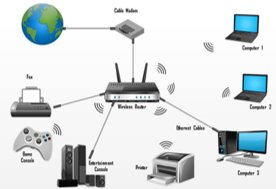 Cable Modem
Computer 1
Fax
Wireless Router
Computer 2
Ethernet Cables
Game
Console
Entertainment
Console
Printer
Computer 3